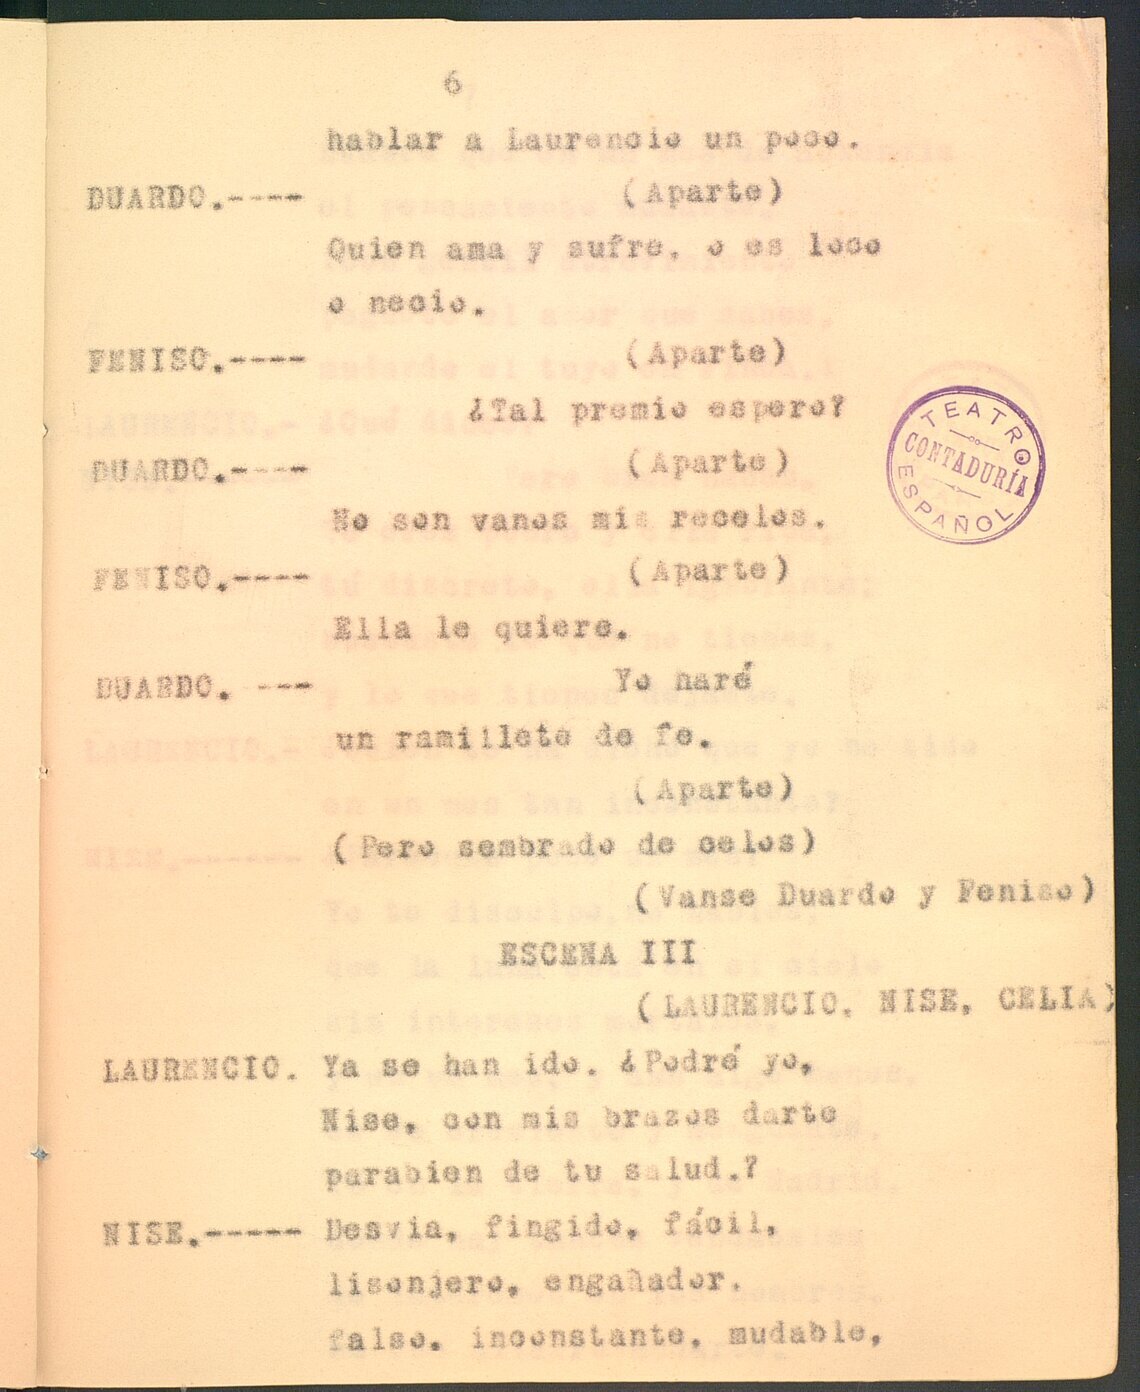 6
hablar a Laurencio un poco.
DUARDO.---- (Aparte)
Quien ama y sufre, o es loco
o necio.
FENISO.---- (Aparte)
¿Tal premio espero?
DUARDO.---- (Aparte)
No son vanos mis recelos.
FENISO.---- (Aparte)
Ella le quiere.
DUARDO. --- Yo haré
un ramillete de fe.
(Aparte)
(Pero sembrado de celos)
(Vanse Duardo y Feniso)
ESCENA III
(LAURENCIO, NISE, CELIA)
LAURENCIO. Ya se han ido. ¿Podré yo,
Nise, con mis brazos darte
parabien de tu salud.?
NISE.----- Desvia, fingido, fácil,
lisonjero, engañador.
falso, inconstante, mudable,
TEATRO
CONTADURÍA
ESPAÑOL